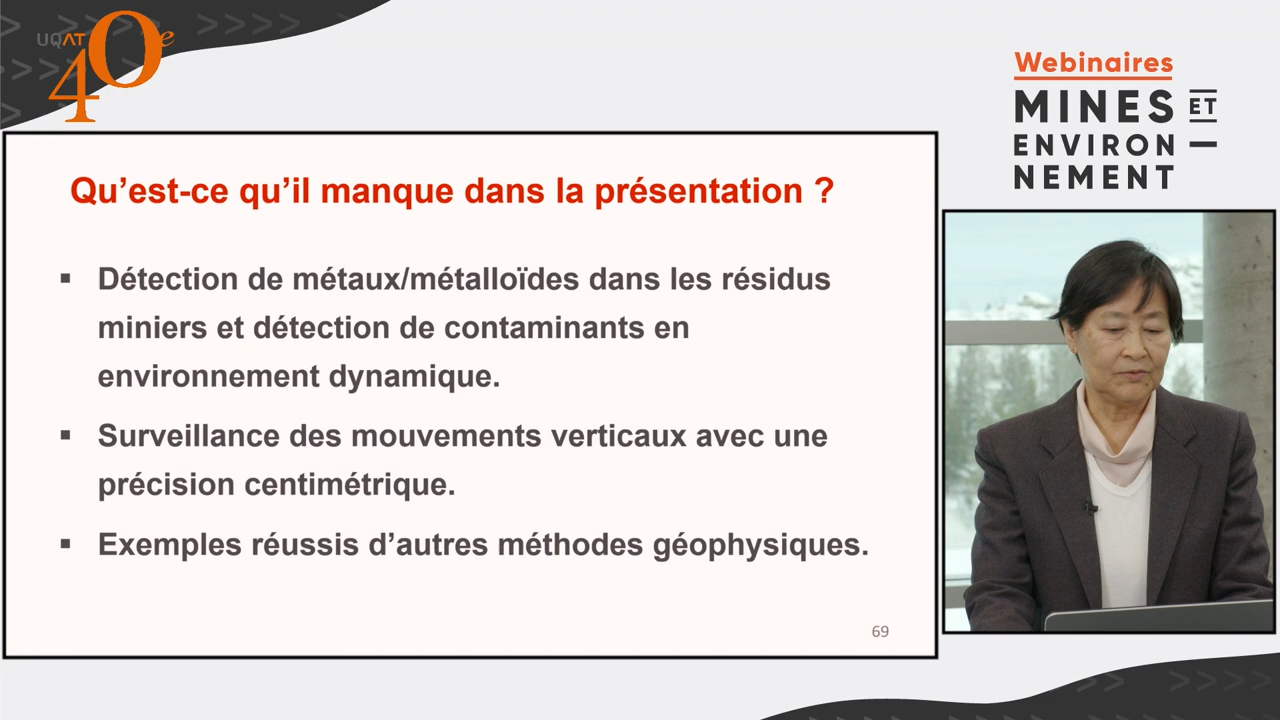 UQAT
40e
Webinaires
MINES ET
ENVIRON—
NEMENT
Qu’est-ce qu’il manque dans la présentation ?
▪ Détection de métaux/métalloïdes dans les résidus
miniers et détection de contaminants en
environnement dynamique.
▪ Surveillance des mouvements verticaux avec une
précision centimétrique.
▪ Exemples réussis d’autres méthodes géophysiques.
69